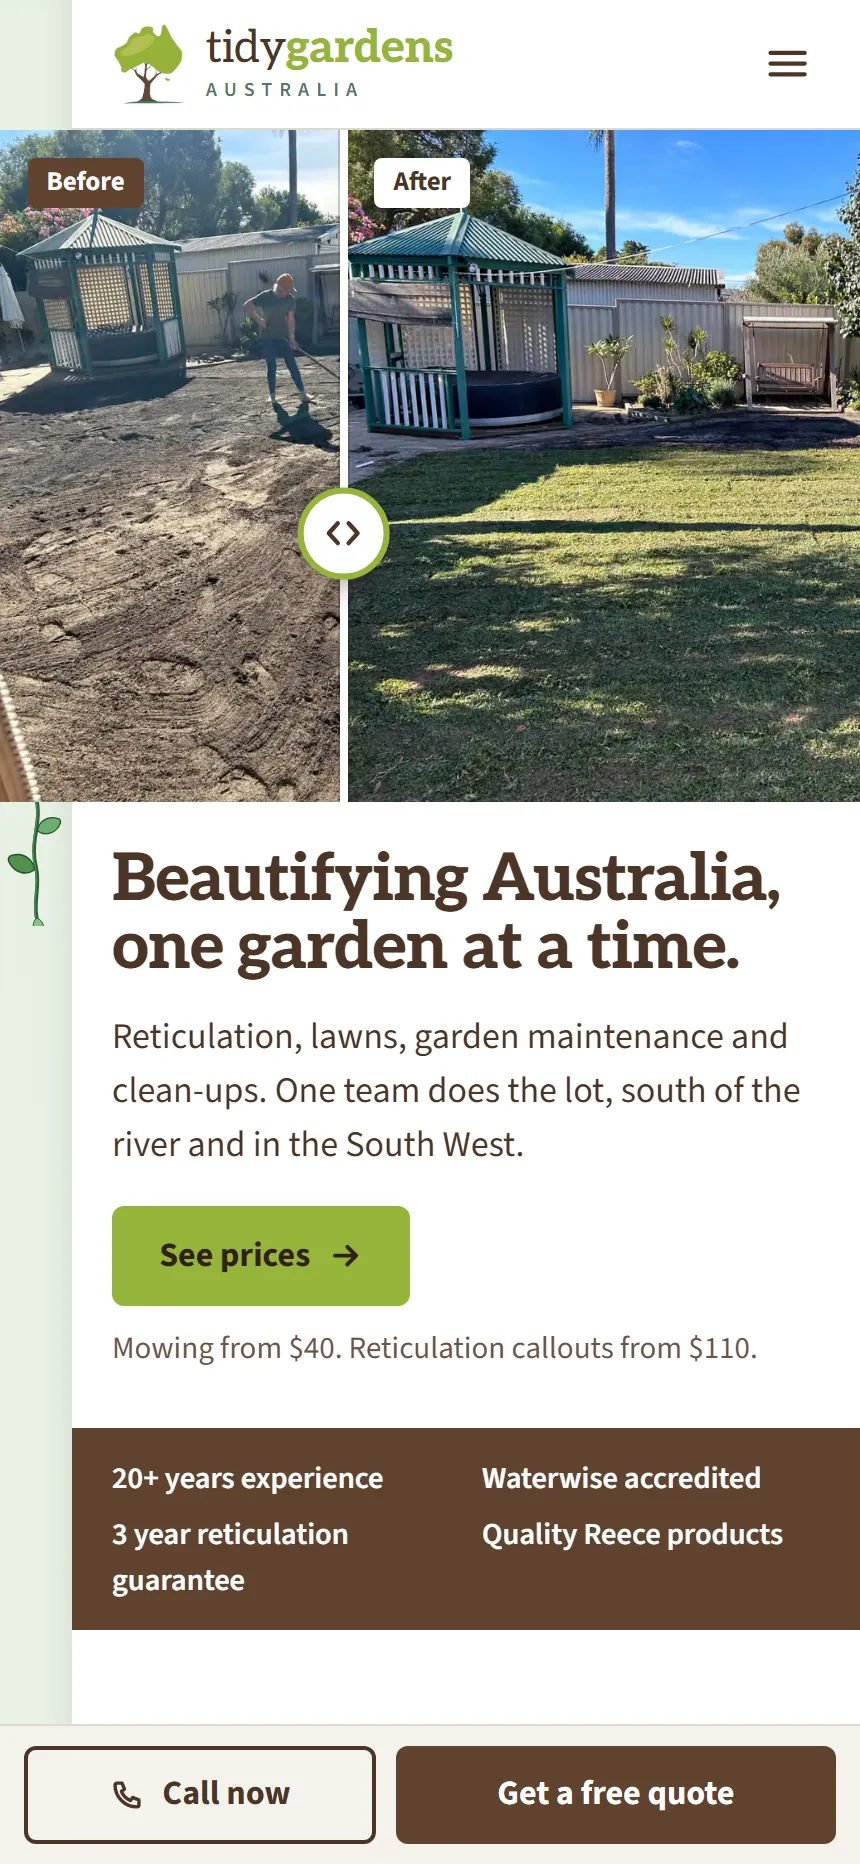 tidygardens
AUSTRALIA
Before
After
Beautifying Australia,
one garden at a time.
Reticulation, lawns, garden maintenance and
clean-ups. One team does the lot, south of the
river and in the South West.
See prices →
Mowing from $40. Reticulation callouts from $110.
20+ years experience
Waterwise accredited
3 year reticulation
guarantee
Quality Reece products
Call now
Get a free quote